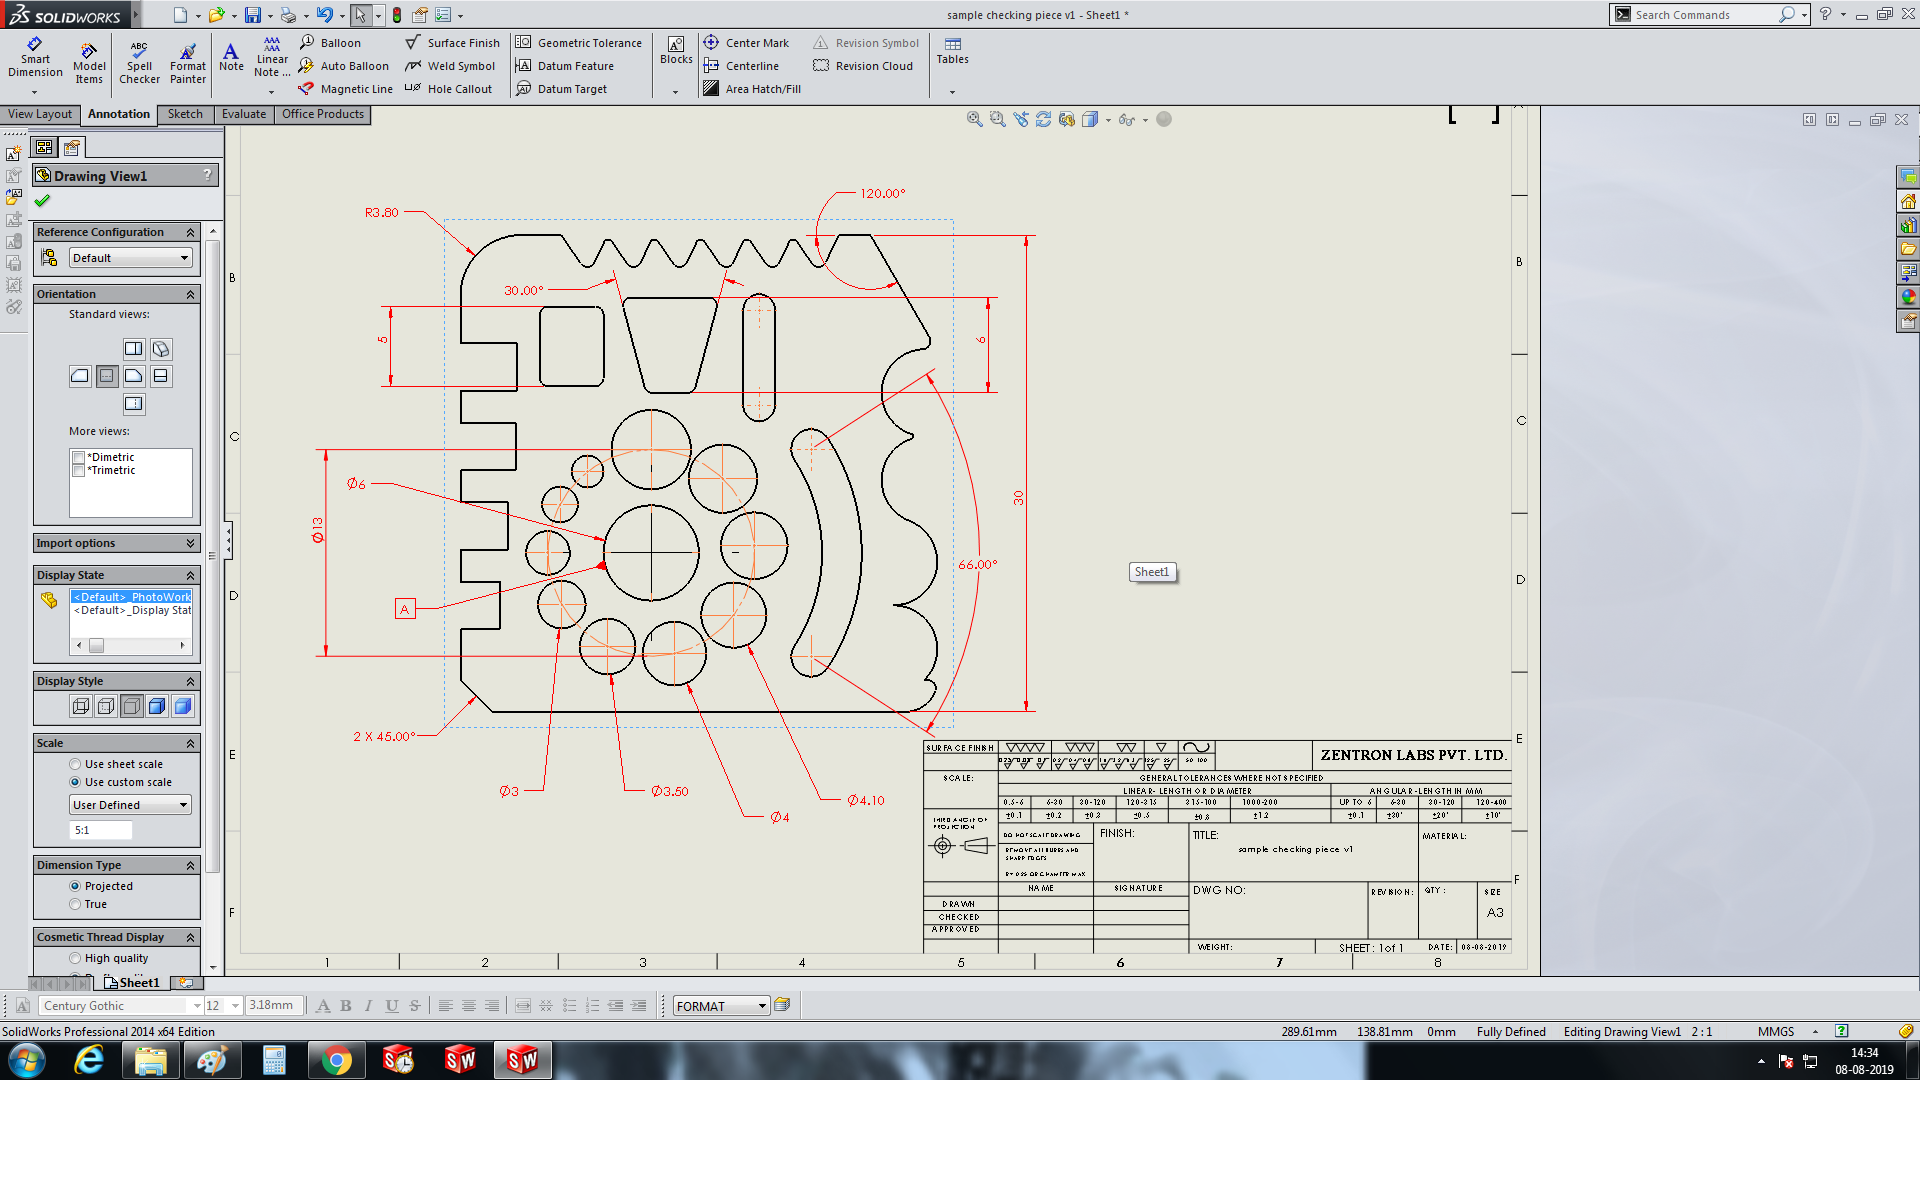 SOLIDWORKS
sample checking piece v1 - Sheet1 *
Search Commands
Smart Dimension
Model Items
Spell Checker
Format Painter
Note
Linear Note ...
Balloon
Auto Balloon
Magnetic Line
Surface Finish
Weld Symbol
Hole Callout
Geometric Tolerance
Datum Feature
Datum Target
Blocks
Center Mark
Centerline
Area Hatch/Fill
Revision Symbol
Revision Cloud
Tables
View Layout
Annotation
Sketch
Evaluate
Office Products
Drawing View1
?
Reference Configuration
Default
Orientation
Standard views:
More views:
*Dimetric
*Trimetric
Import options
Display State
<Default>_PhotoWork
<Default>_Display Stat
Display Style
Scale
Use sheet scale
Use custom scale
User Defined
5:1
Dimension Type
Projected
True
Cosmetic Thread Display
High quality
R3.80
120.00°
30.00°
5
6
Ø6
Ø13
30
66.00°
A
2 X 45.00°
Ø3
Ø3.50
Ø4
Ø4.10
Sheet1
B
C
D
E
F
B
C
D
E
F
1 2 3 4 5 6 7 8
SURFACE FINISH
ZENTRON LABS PVT. LTD.
SCALE:
GENERAL TOLERANCES WHERE NOT SPECIFIED
LINEAR- LENGTH OR DIAMETER
ANGULAR -LENGTH IN MM
0.5-6 6-30 30-120 120-315 315-100 1000-200 UP TO 6 6-30 30-120 120-400
±0.1 ±0.2 ±0.3 ±0.5 ±0.8 ±1.2 ±0.1 ±30' ±20' ±10'
THIRD ANGLE OF PROJECTION
DO NOT SCALE DRAWING
REMOVE ALL BURRS AND SHARP EDGES
FINISH:
TITLE:
sample checking piece v1
MATERIAL:
NAME
SIGNATURE
DWG NO:
REVISION:
QTY :
SIZE
A3
DRAWN
CHECKED
APPROVED
WEIGHT:
SHEET : 1 of 1
DATE: 08-08-2019
Sheet1
Century Gothic
12
3.18mm
A B I U S
FORMAT
SolidWorks Professional 2014 x64 Edition
289.61mm
138.81mm
0mm
Fully Defined
Editing Drawing View1
2 : 1
MMGS
14:34
08-08-2019